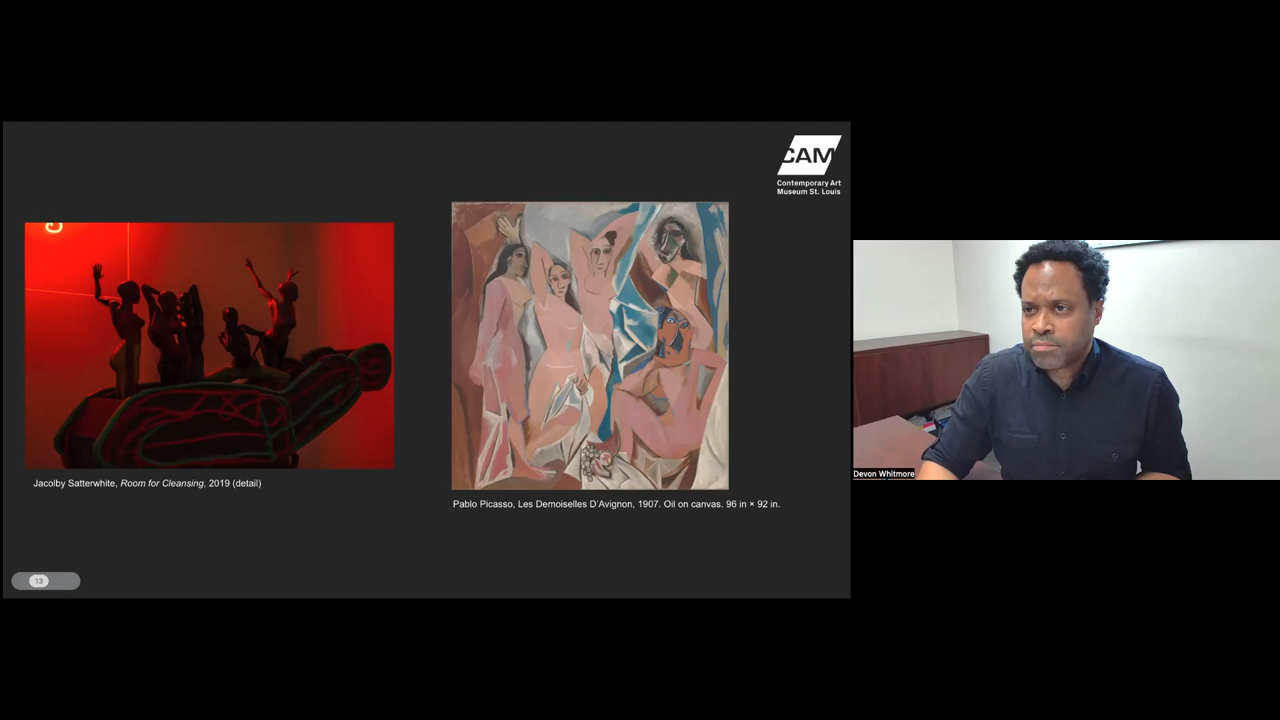 CAM
Contemporary Art
Museum St. Louis
Jacolby Satterwhite, Room for Cleansing, 2019 (detail)
Pablo Picasso, Les Demoiselles D'Avignon, 1907. Oil on canvas. 96 in × 92 in.
13
Devon Whitmore